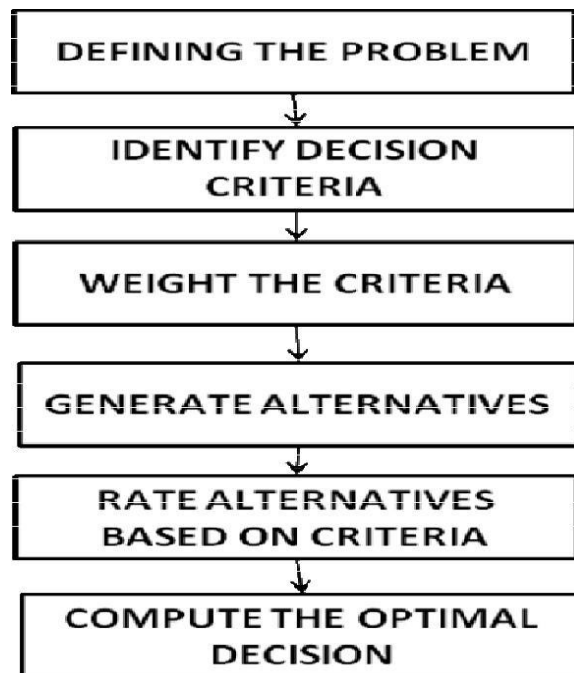 DEFINING THE PROBLEM
IDENTIFY DECISION
CRITERIA
WEIGHT THE CRITERIA
GENERATE ALTERNATIVES
RATE ALTERNATIVES
BASED ON CRITERIA
COMPUTE THE OPTIMAL
DECISION